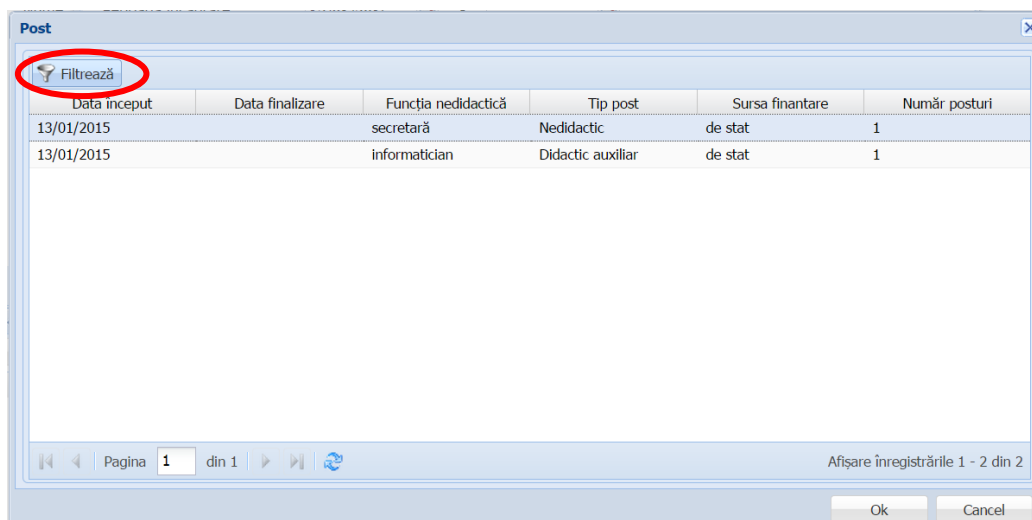 Post
Filtrează
Data început Data finalizare Funcția nedidactică Tip post Sursa finantare Număr posturi
13/01/2015 secretară Nedidactic de stat 1
13/01/2015 informatician Didactic auxiliar de stat 1
Pagina 1 din 1 Afișare înregistrările 1 - 2 din 2
Ok Cancel